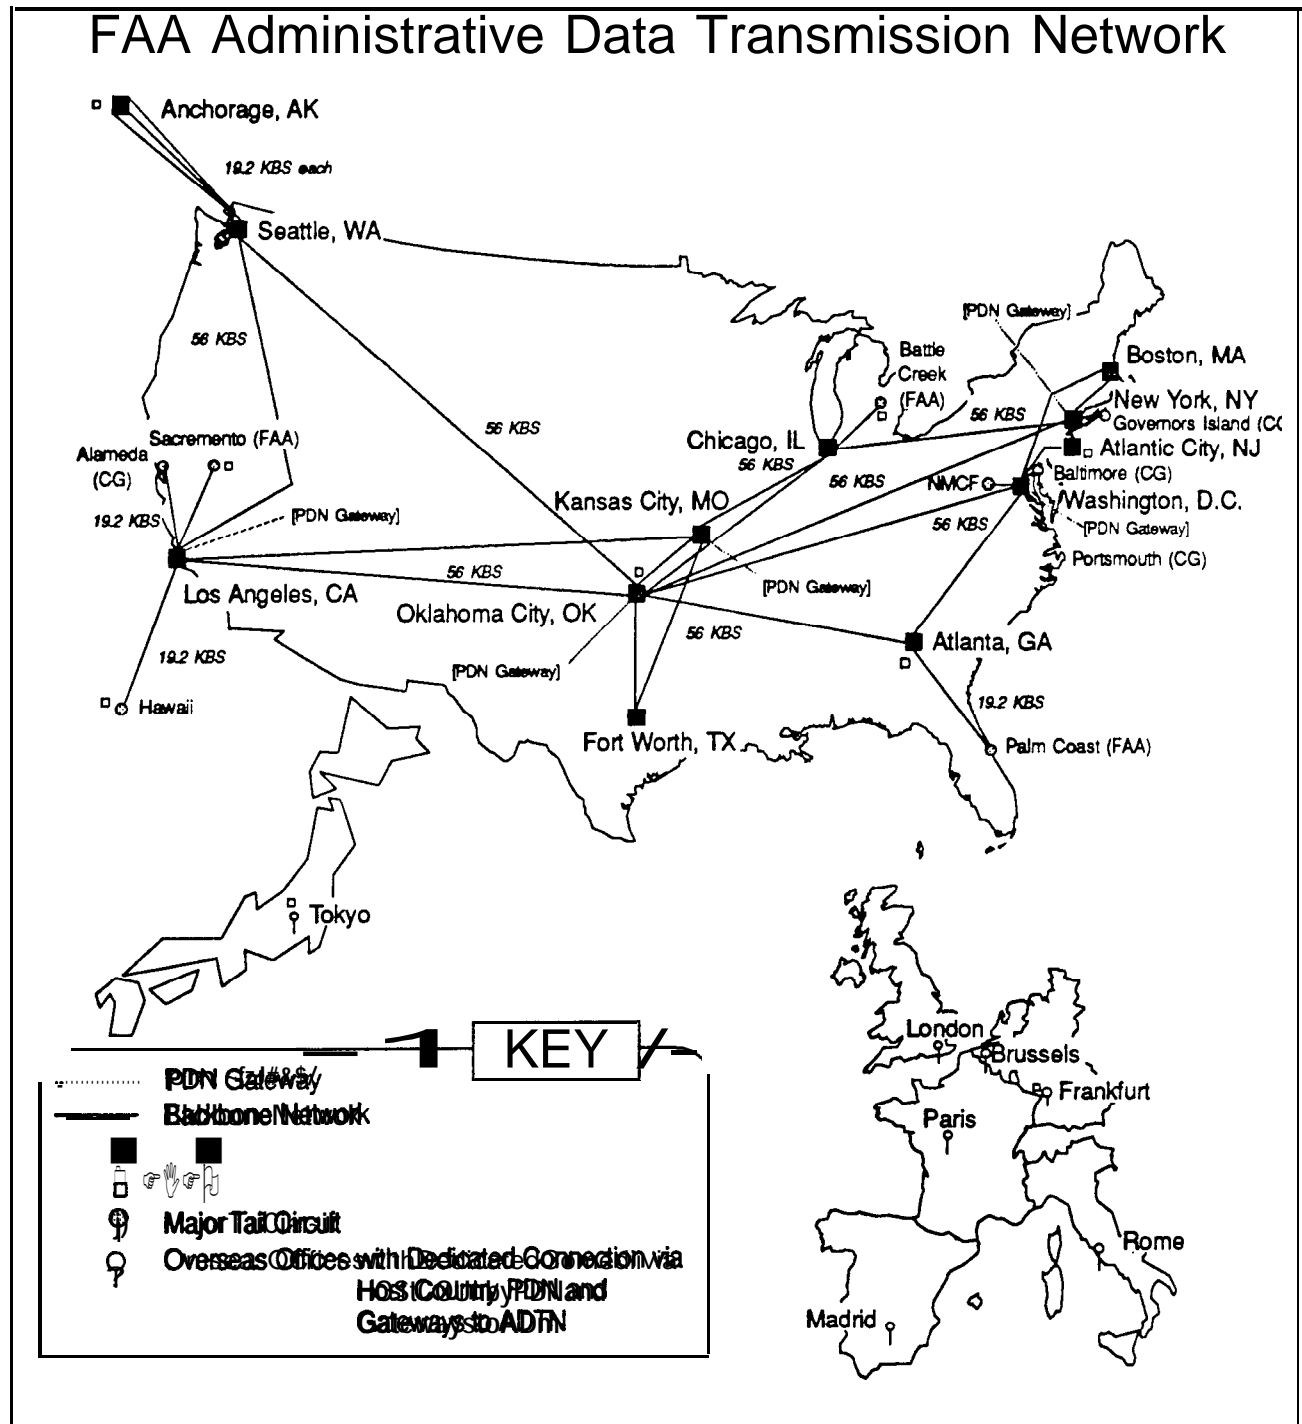 FAA Administrative Data Transmission Network
Anchorage, AK
19.2 KBS each
Seattle, WA
56 KBS
[PDN Gateway]
Boston, MA
Battle
Creek
(FAA)
New York, NY
Governors Island (CG
56 KBS
56 KBS
Chicago, IL
Atlantic City, NJ
Sacremento (FAA)
Alameda
(CG)
56 KBS
56 KBS
Baltimore (CG)
NMCF
Kansas City, MO
Washington, D.C.
19.2 KBS
[PDN Gateway]
56 KBS
[PDN Gateway]
Portsmouth (CG)
56 KBS
[PDN Gateway]
Los Angeles, CA
Oklahoma City, OK
56 KBS
Atlanta, GA
19.2 KBS
[PDN Gateway]
Hawaii
19.2 KBS
Fort Worth, TX
Palm Coast (FAA)
Tokyo
London
Brussels
Frankfurt
Paris
Rome
Madrid
1 KEY /
PDN Gateway
Backbone Network
Major Tail Circuit
Overseas Offices with Dedicated Connection via
Host Country PDN and
Gateways to ADTN